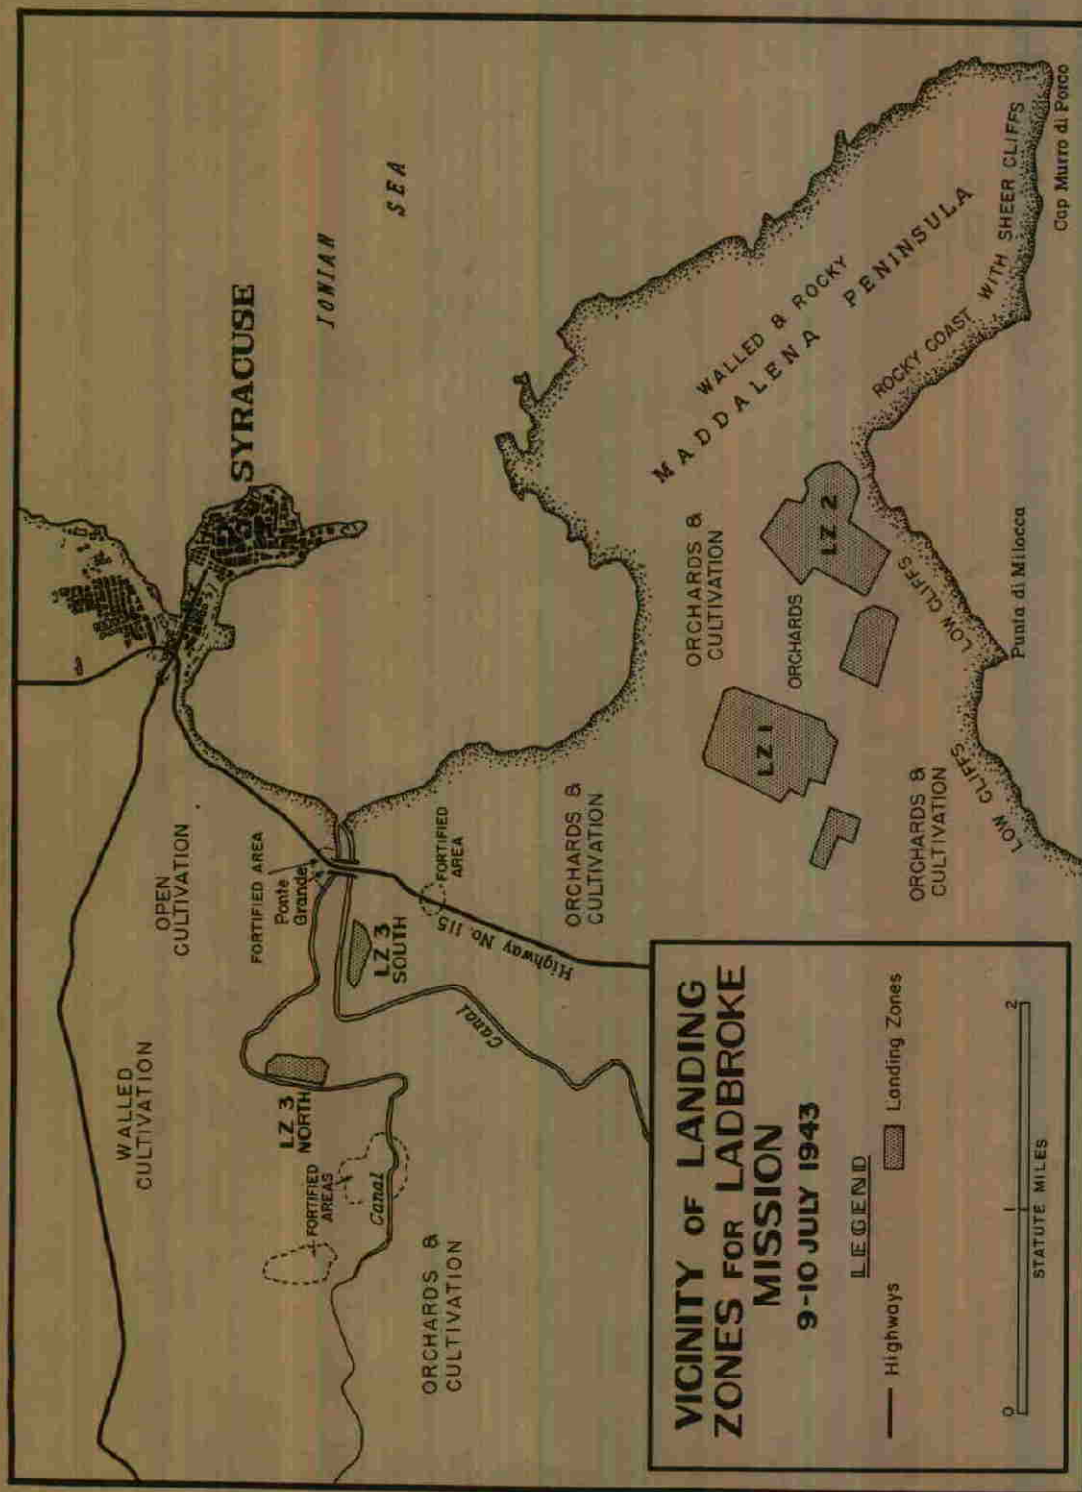 SYRACUSE
IONIAN
SEA
OPEN
CULTIVATION
WALLED
CULTIVATION
FORTIFIED AREA
Ponte
Grande
FORTIFIED
AREA
LZ 3
SOUTH
LZ 3
NORTH
FORTIFIED
AREAS
Canal
Canal
Highway No. 115
ORCHARDS &
CULTIVATION
ORCHARDS &
CULTIVATION
ORCHARDS &
CULTIVATION
ORCHARDS
ORCHARDS &
CULTIVATION
LZ 1
LZ 2
WALLED & ROCKY
MADDALENA PENINSULA
ROCKY COAST WITH SHEER CLIFFS
Cap Murro di Porco
LOW CLIFFS
Punta di Milocca
LOW CLIFFS
LOW CLIFFS
VICINITY OF LANDING
ZONES FOR LADBROKE
MISSION
9-10 JULY 1943
LEGEND
Highways
Landing Zones
0 1 2
STATUTE MILES